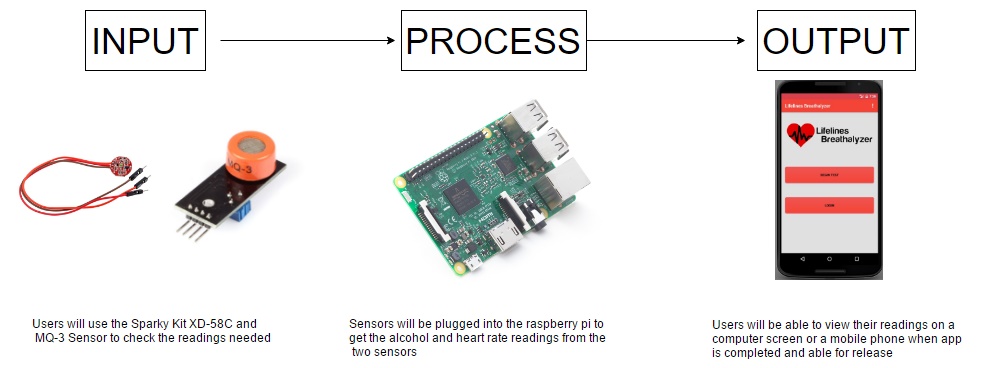 INPUT
PROCESS
OUTPUT
Lifelines Breathalyzer
Lifelines
Breathalyzer
MQ-3
HDMI
Users will use the Sparky Kit XD-58C and
MQ-3 Sensor to check the readings needed
Sensors will be plugged into the raspberry pi to
get the alcohol and heart rate readings from the
two sensors
Users will be able to view their readings on a
computer screen or a mobile phone when app
is completed and able for release